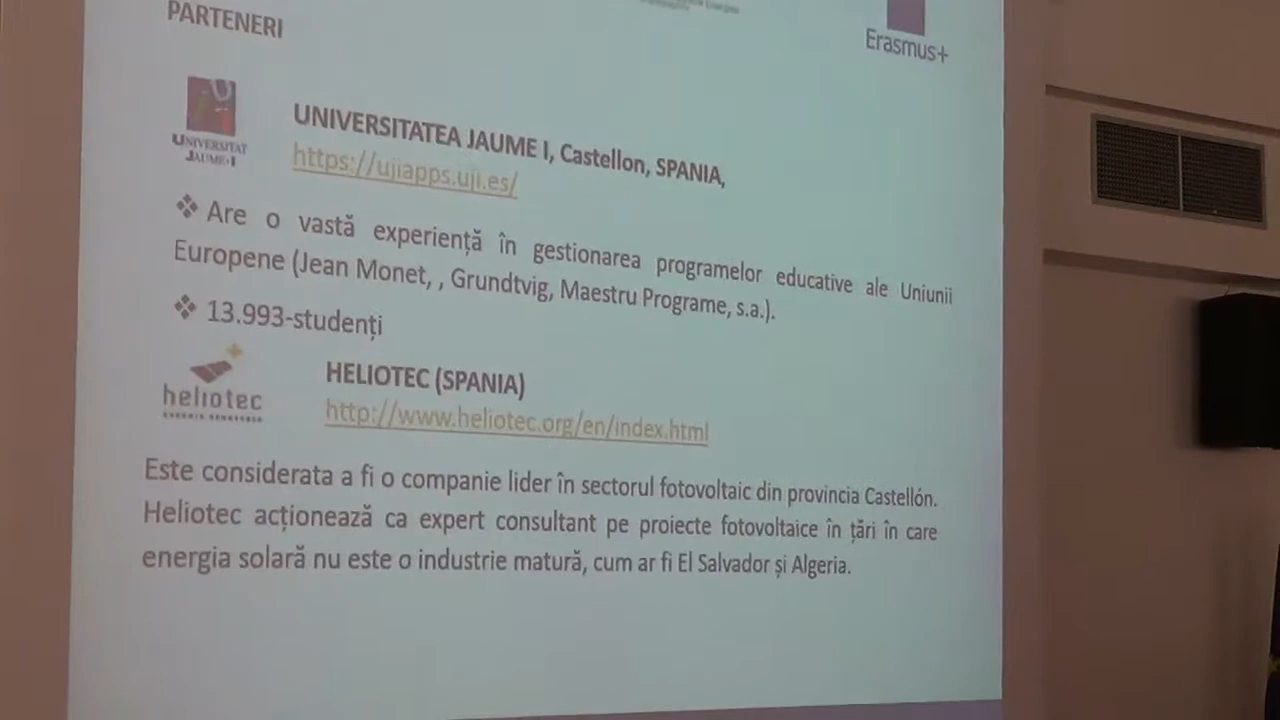 PARTENERI
Erasmus+
UNIVERSITAT
JAUME·I
UNIVERSITATEA JAUME I, Castellon, SPANIA,
https://ujiapps.uji.es/
❖ Are o vastă experiență în gestionarea programelor educative ale Uniunii
Europene (Jean Monet, , Grundtvig, Maestru Programe, s.a.).
❖ 13.993-studenți
heliotec
HELIOTEC (SPANIA)
http://www.heliotec.org/en/index.html
Este considerata a fi o companie lider în sectorul fotovoltaic din provincia Castellón.
Heliotec acționează ca expert consultant pe proiecte fotovoltaice în țări în care
energia solară nu este o industrie matură, cum ar fi El Salvador și Algeria.